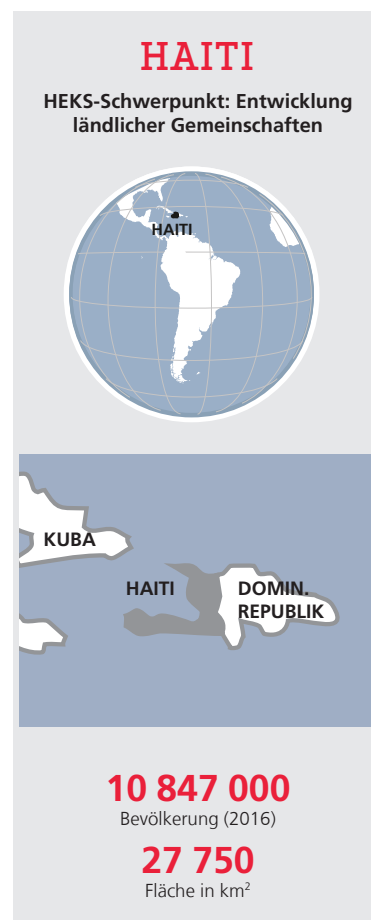 HAITI
HEKS-Schwerpunkt: Entwicklung
ländlicher Gemeinschaften
HAITI
KUBA
HAITI
DOMIN.
REPUBLIK
10 847 000
Bevölkerung (2016)
27 750
Fläche in km²